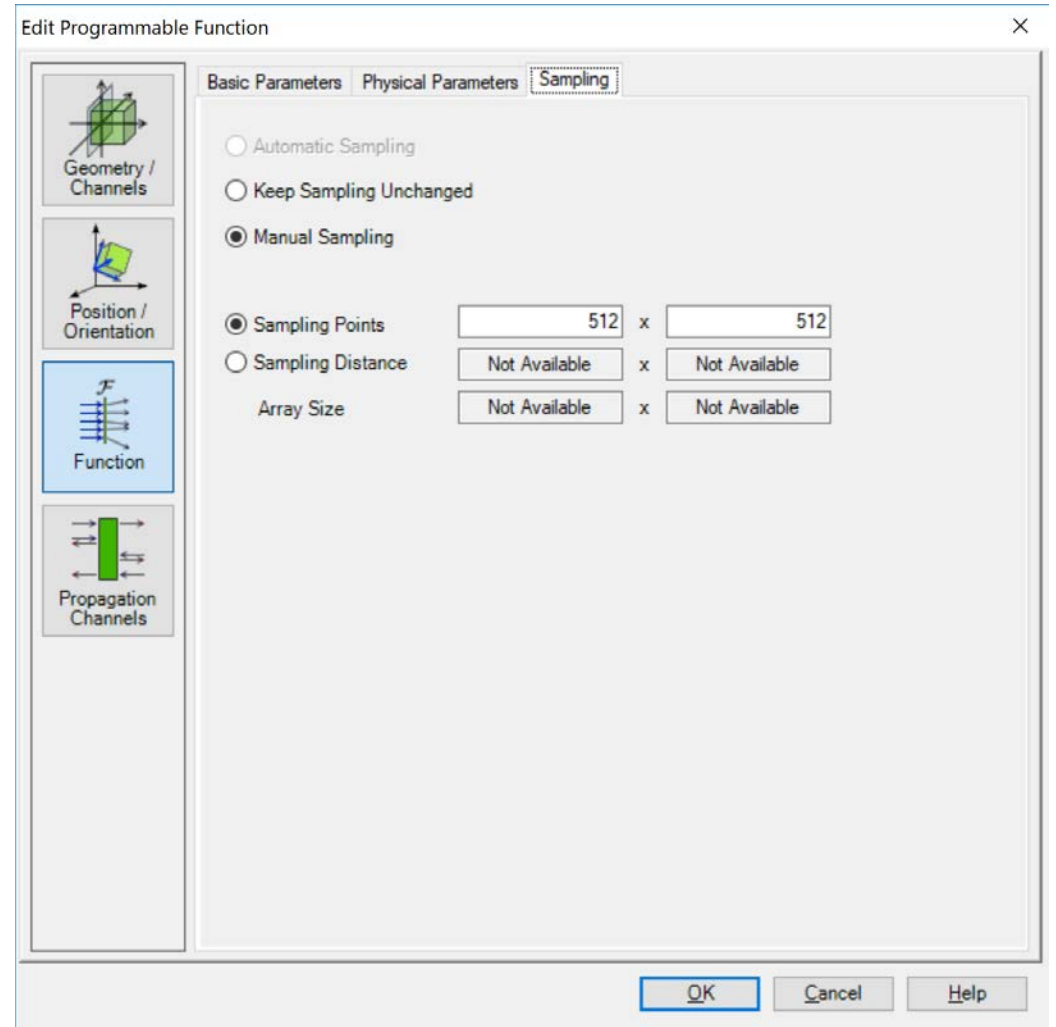 Edit Programmable Function
Basic Parameters Physical Parameters Sampling
Geometry /
Channels
Position /
Orientation
F
Function
Propagation
Channels
Automatic Sampling
Keep Sampling Unchanged
Manual Sampling
Sampling Points 512 x 512
Sampling Distance Not Available x Not Available
Array Size Not Available x Not Available
OK Cancel Help